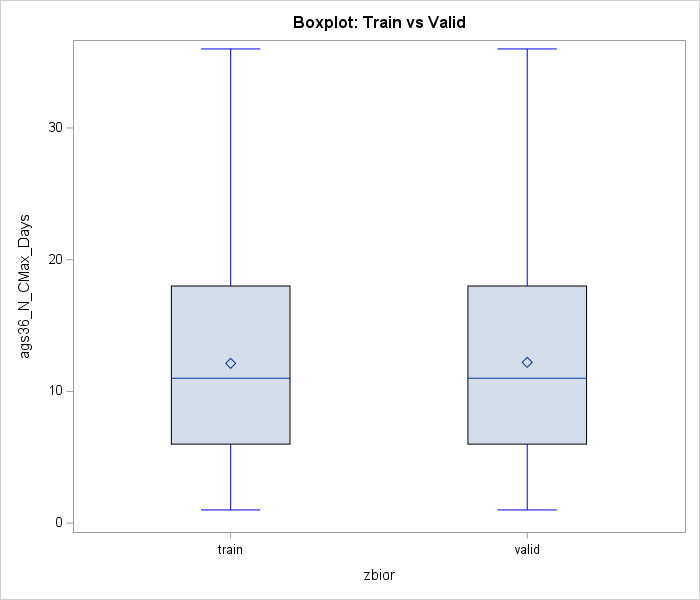 Boxplot: Train vs Valid
ags36_N_CMax_Days
30
20
10
0
train
valid
zbior